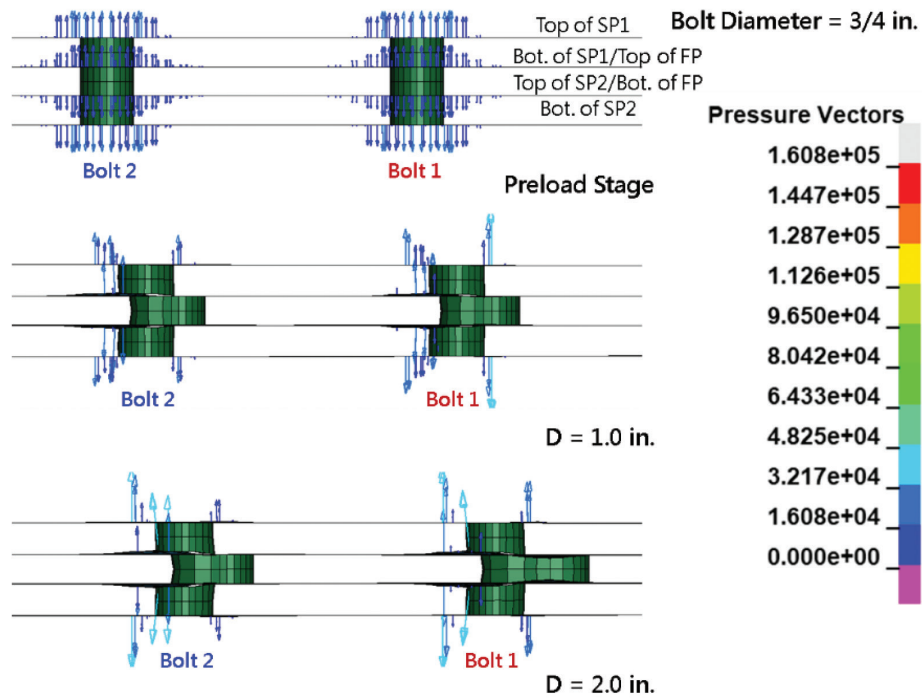 Top of SP1
Bolt Diameter = 3/4 in.
Bot. of SP1/Top of FP
Top of SP2/Bot. of FP
Bot. of SP2
Bolt 2
Bolt 1
Preload Stage
Pressure Vectors
1.608e+05
1.447e+05
1.287e+05
1.126e+05
9.650e+04
8.042e+04
6.433e+04
4.825e+04
3.217e+04
1.608e+04
0.000e+00
Bolt 2
Bolt 1
D = 1.0 in.
Bolt 2
Bolt 1
D = 2.0 in.